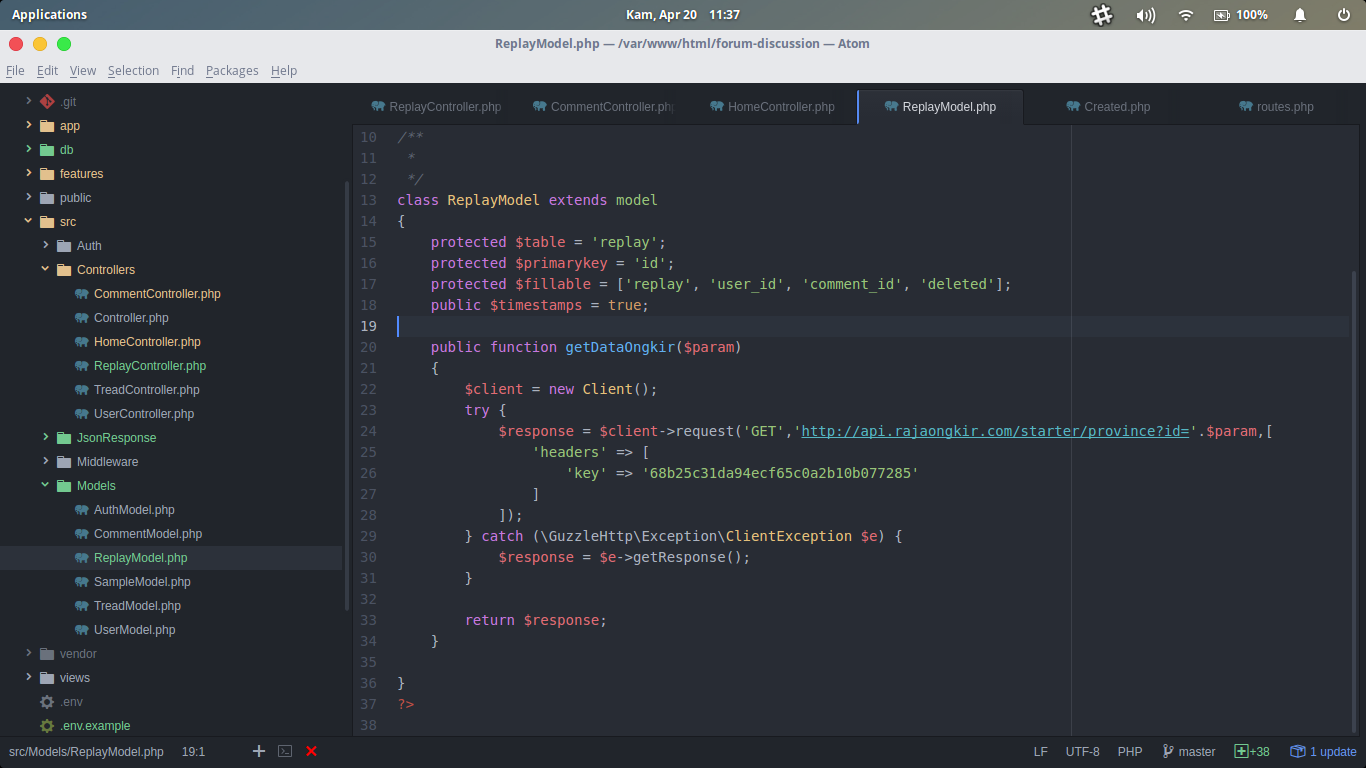 Applications
Kam, Apr 20 11:37
100%
ReplayModel.php — /var/www/html/forum-discussion — Atom
File Edit View Selection Find Packages Help
.git
app
db
features
public
src
Auth
Controllers
CommentController.php
Controller.php
HomeController.php
ReplayController.php
TreadController.php
UserController.php
JsonResponse
Middleware
Models
AuthModel.php
CommentModel.php
ReplayModel.php
SampleModel.php
TreadModel.php
UserModel.php
vendor
views
.env
.env.example
ReplayController.php CommentController.php HomeController.php ReplayModel.php Created.php routes.php
10 /**
11 *
12 */
13 class ReplayModel extends model
14 {
15 protected $table = 'replay';
16 protected $primarykey = 'id';
17 protected $fillable = ['replay', 'user_id', 'comment_id', 'deleted'];
18 public $timestamps = true;
19
20 public function getDataOngkir($param)
21 {
22 $client = new Client();
23 try {
24 $response = $client->request('GET','http://api.rajaongkir.com/starter/province?id='.$param,[
25 'headers' => [
26 'key' => '68b25c31da94ecf65c0a2b10b077285'
27 ]
28 ]);
29 } catch (\GuzzleHttp\Exception\ClientException $e) {
30 $response = $e->getResponse();
31 }
32
33 return $response;
34 }
35
36 }
37 ?>
38
src/Models/ReplayModel.php 19:1
LF UTF-8 PHP master +38 1 update